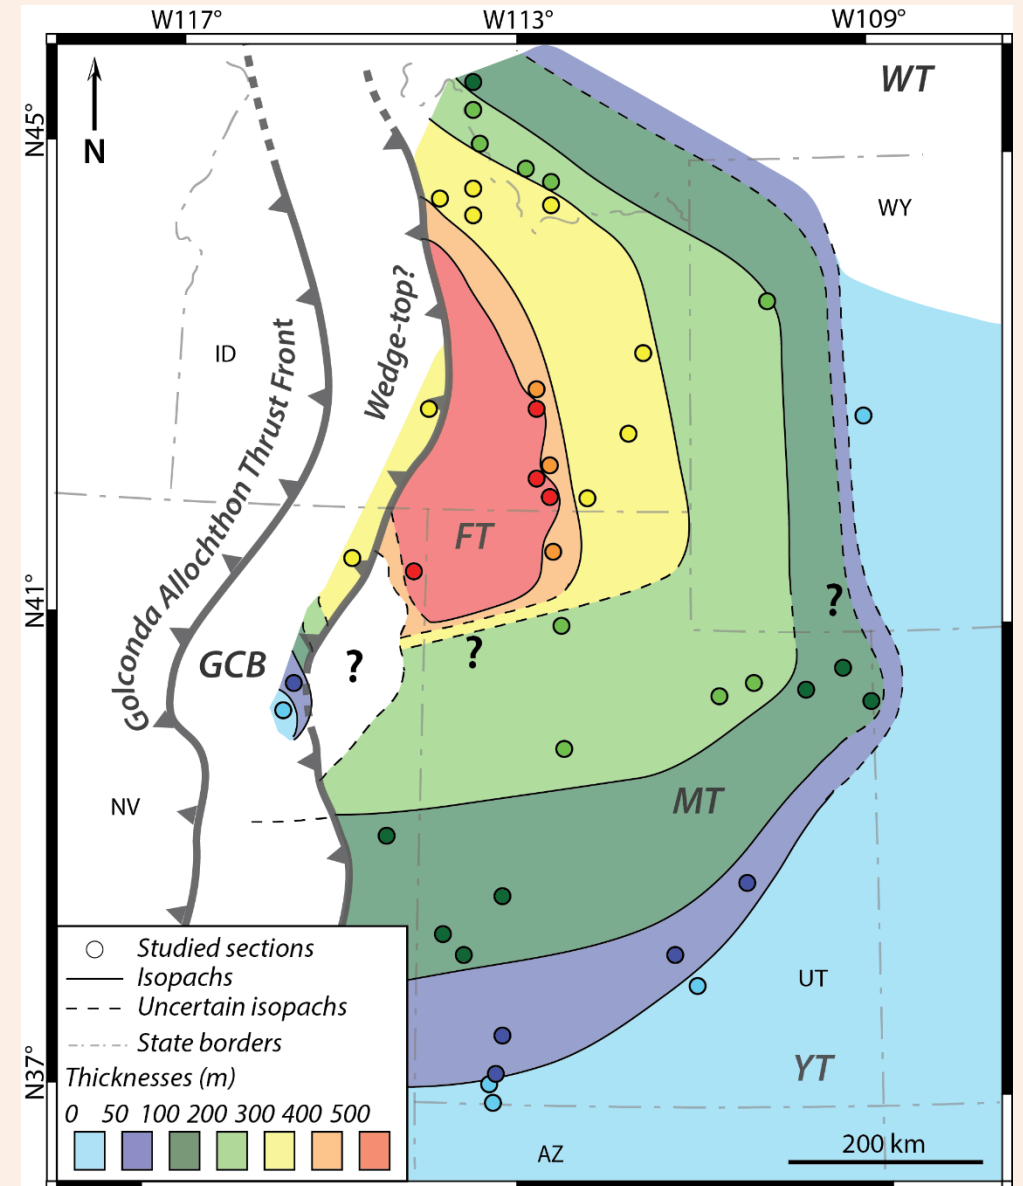 W117° W113° W109°
N45°
N
WT
WY
ID
Wedge-top?
Golconda Allochthon Thrust Front
FT
N41°
?
GCB
?
?
NV
MT
Studied sections
Isopachs
Uncertain isopachs
State borders
Thicknesses (m)
0 50 100 200 300 400 500
UT
N37°
YT
AZ
200 km